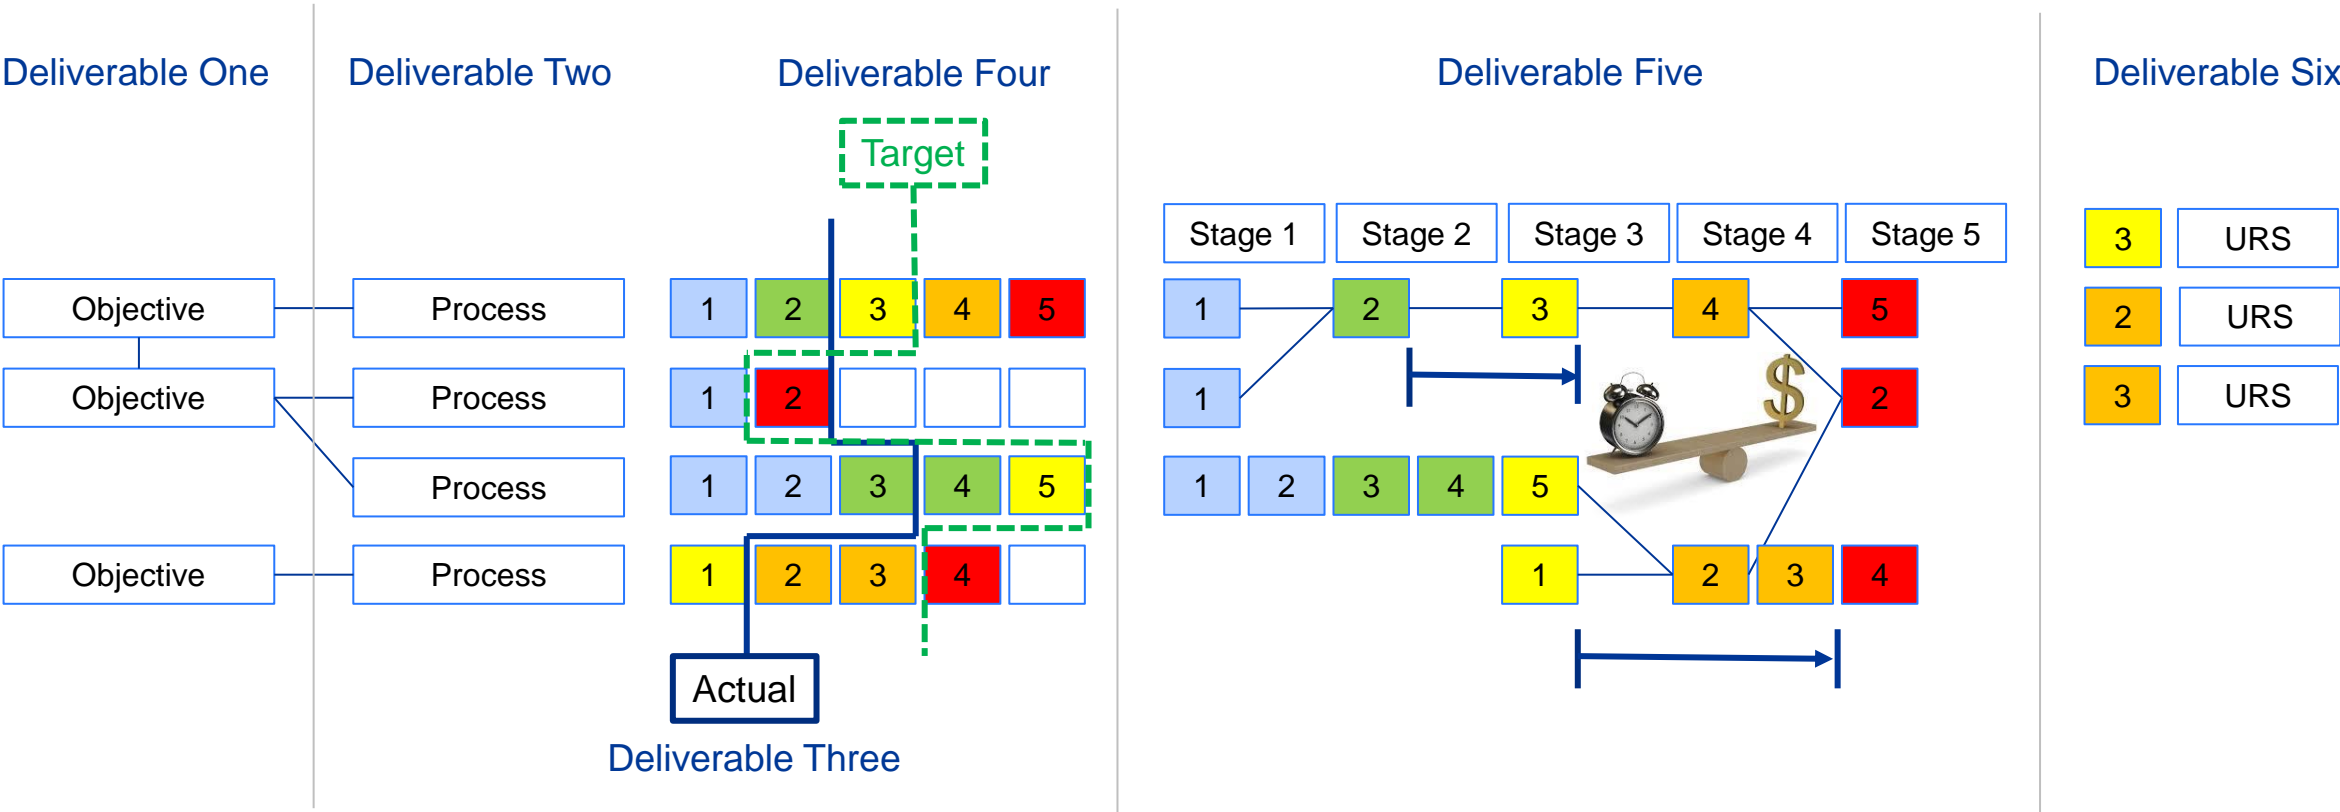 Deliverable One
Deliverable Two
Deliverable Four
Deliverable Five
Deliverable Six
Target
Stage 1 Stage 2 Stage 3 Stage 4 Stage 5
3 URS
Objective Process 1 2 3 4 5
1 2 3 4 5
2 URS
Objective Process 1 2
1 2
3 URS
Process 1 2 3 4 5
1 2 3 4 5
Objective Process 1 2 3 4
1 2 3 4
Actual
Deliverable Three
$